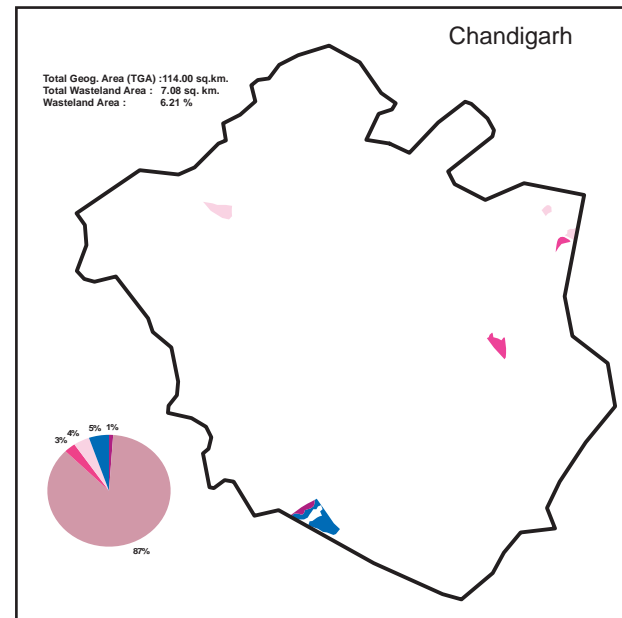 Chandigarh
Total Geog. Area (TGA) :114.00 sq.km.
Total Wasteland Area : 7.08 sq. km.
Wasteland Area : 6.21 %
3%
4%
5%
1%
87%